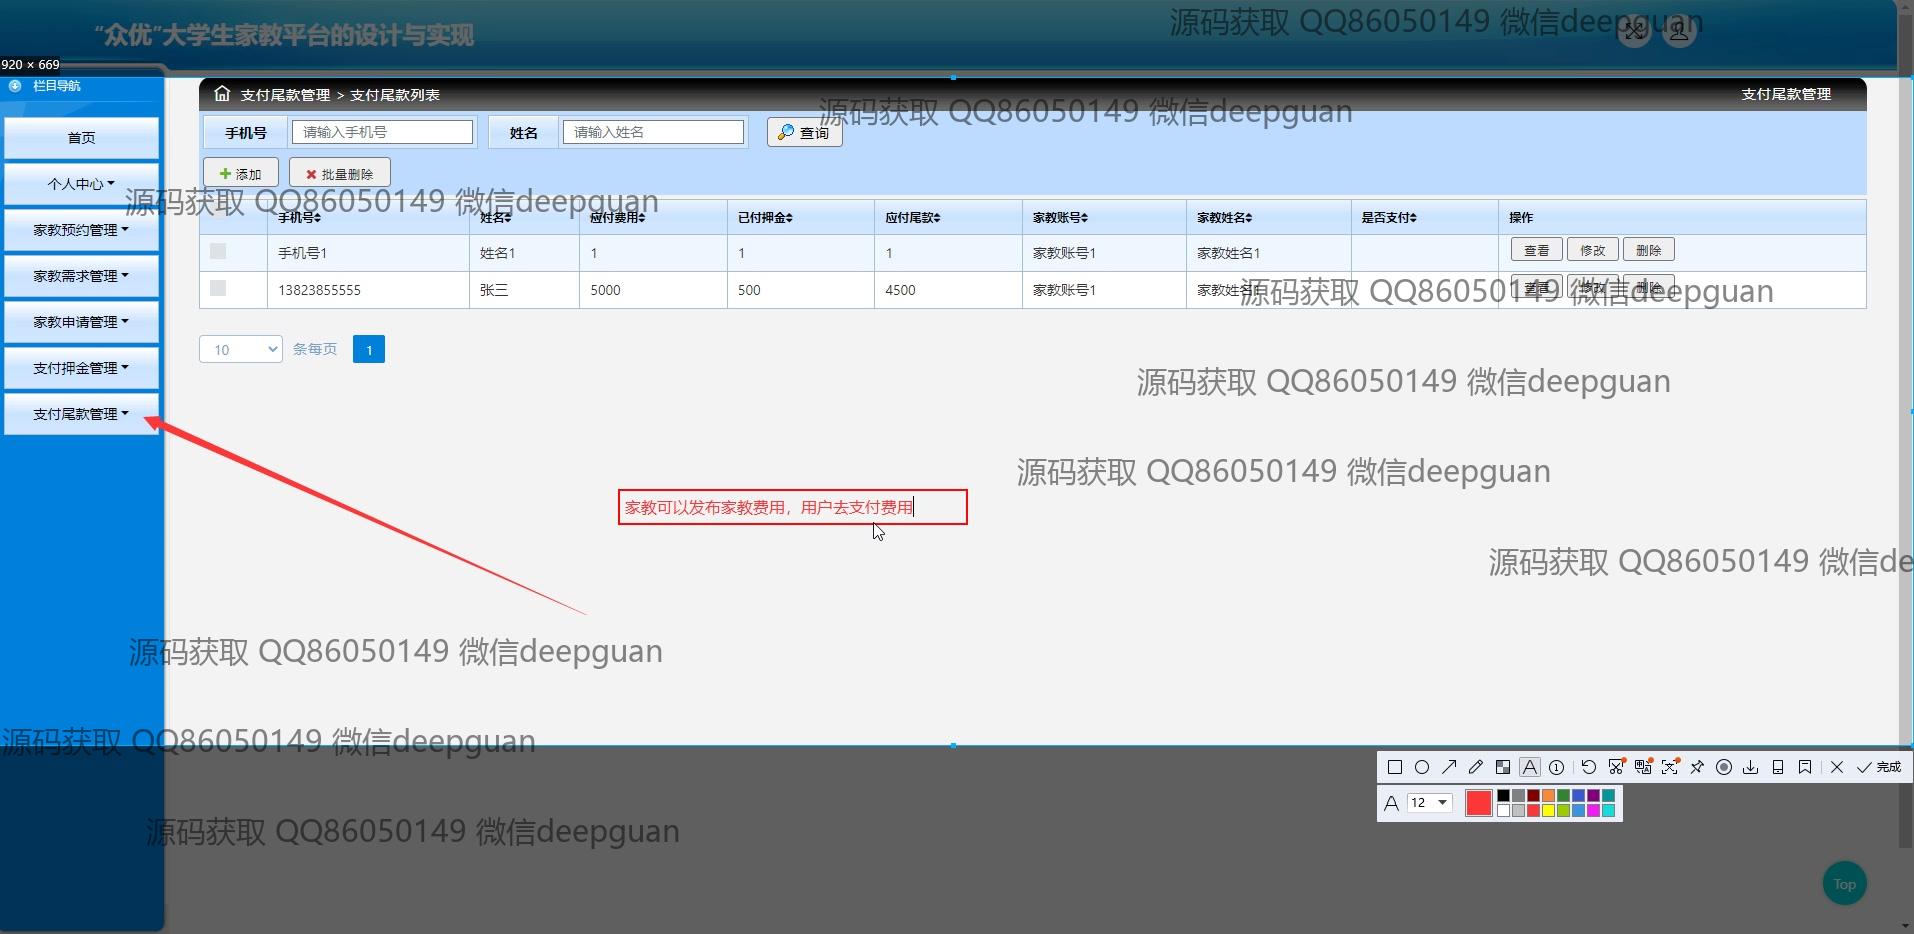 “众优”大学生家教平台的设计与实现
源码获取 QQ86050149 微信deepguan
920 × 669
栏目导航
支付尾款管理 > 支付尾款列表
支付尾款管理
源码获取 QQ86050149 微信deepguan
手机号 请输入手机号 姓名 请输入姓名 查询
首页
添加 批量删除
个人中心
源码获取 QQ86050149 微信deepguan
手机号 姓名 应付费用 已付押金 应付尾款 家教账号 家教姓名 是否支付 操作
家教预约管理
手机号1 姓名1 1 1 1 家教账号1 家教姓名1 查看 修改 删除
家教需求管理
13823855555 张三 5000 500 4500 家教账号1 家教姓名1 查看 修改 删除
源码获取 QQ86050149 微信deepguan
家教申请管理
10 条每页 1
支付押金管理
源码获取 QQ86050149 微信deepguan
支付尾款管理
源码获取 QQ86050149 微信deepguan
家教可以发布家教费用，用户去支付费用
源码获取 QQ86050149 微信de
源码获取 QQ86050149 微信deepguan
源码获取 QQ86050149 微信deepguan
完成
A 12
源码获取 QQ86050149 微信deepguan
Top